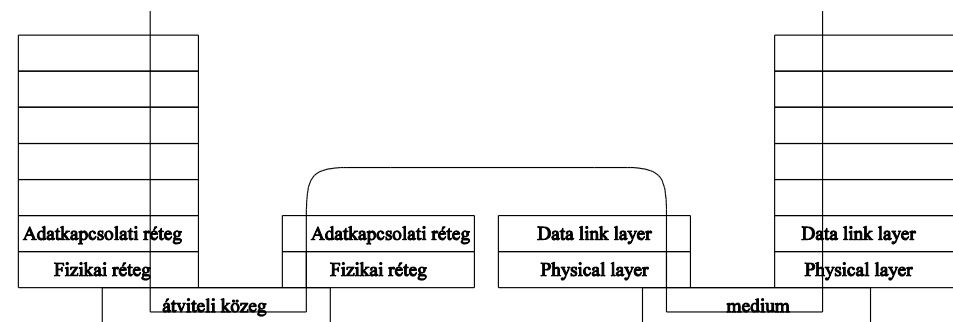 Adatkapcsolati réteg Adatkapcsolati réteg Data link layer Data link layer
Fizikai réteg Fizikai réteg Physical layer Physical layer
átviteli közeg medium